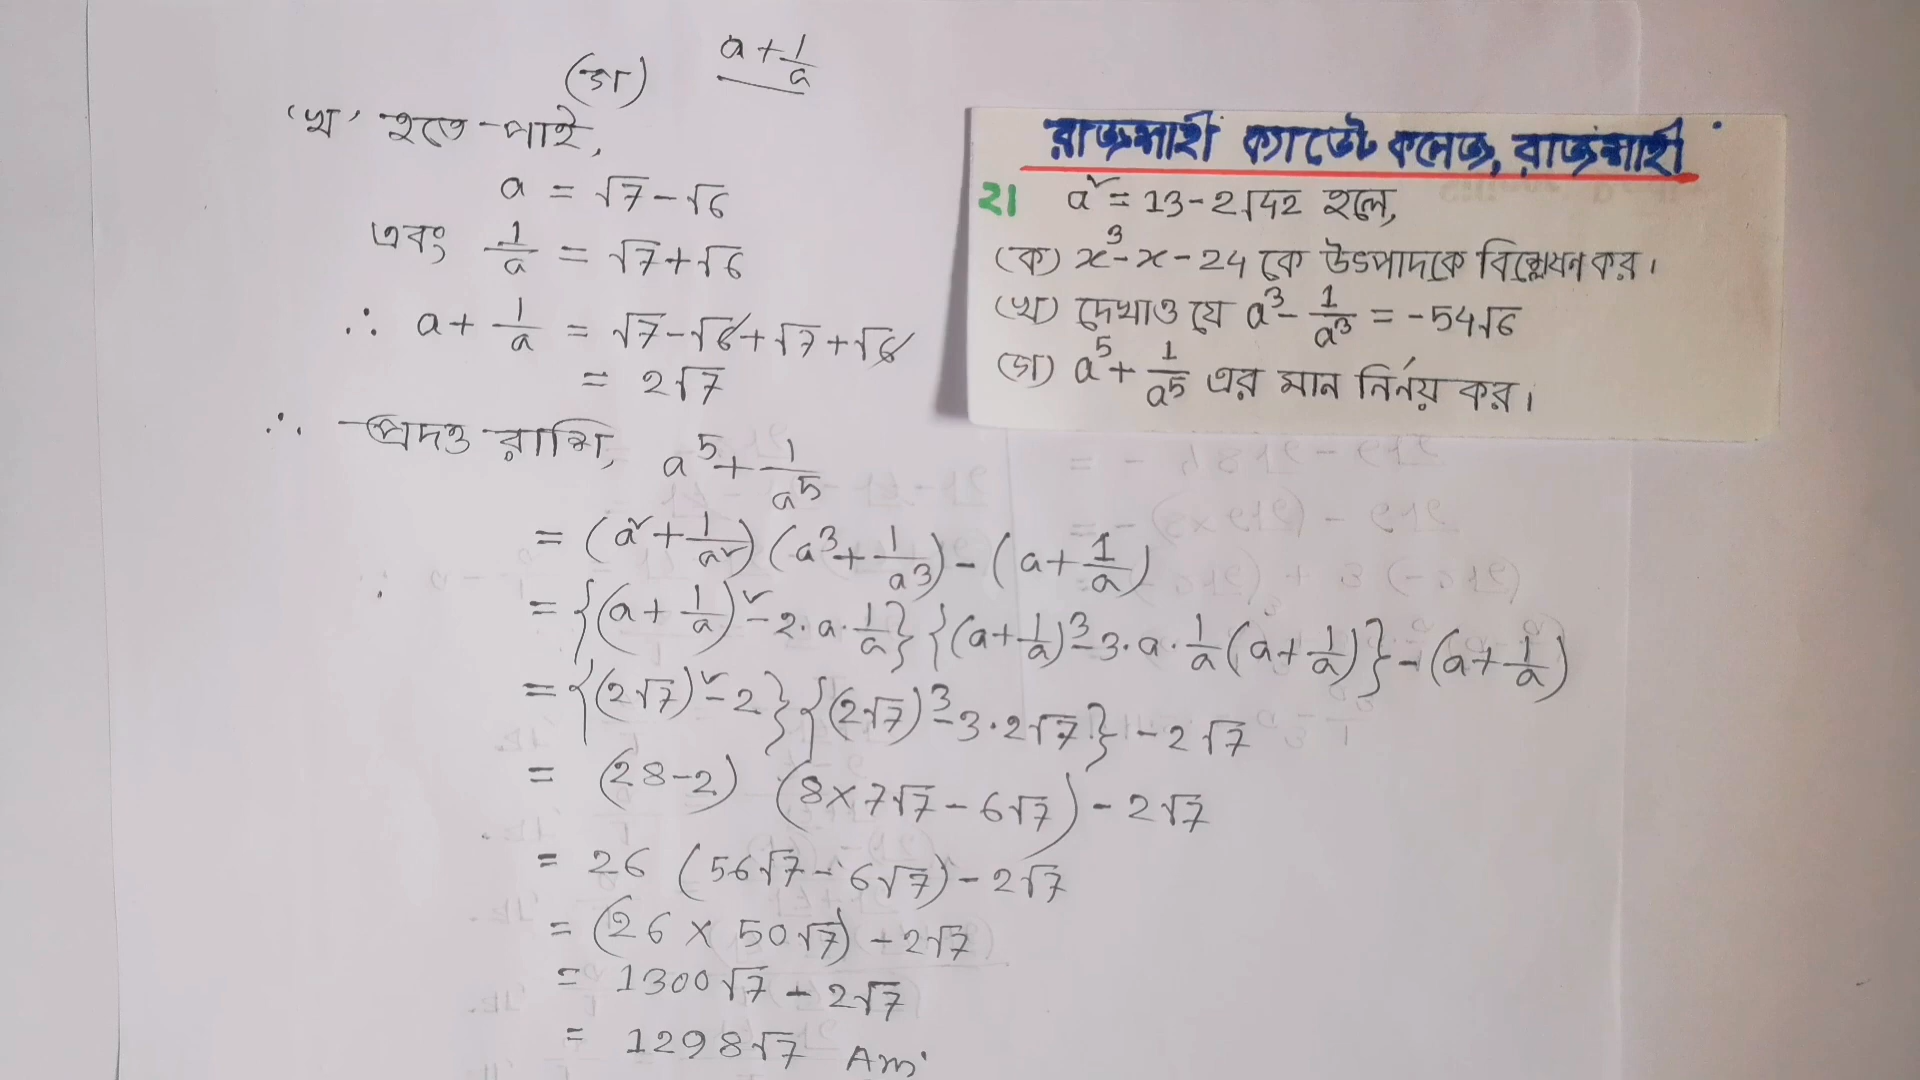 (গ) a + 1/a
'খ' হতে পাই,
a = √7 - √6
এবং 1/a = √7 + √6
∴ a + 1/a = √7 - √6 + √7 + √6
= 2√7
∴ প্রদত্ত রাশি, a⁵ + 1/a⁵
= (a² + 1/a²) (a³ + 1/a³) - (a + 1/a)
= {(a + 1/a)² - 2·a·1/a} {(a + 1/a)³ - 3·a·1/a (a + 1/a)} - (a + 1/a)
= {(2√7)² - 2} {(2√7)³ - 3·2√7} - 2√7
= (28-2) (8×7√7 - 6√7) - 2√7
= 26 (56√7 - 6√7) - 2√7
= (26 × 50√7) - 2√7
= 1300√7 - 2√7
= 1298√7 Ans
রাজশাহী ক্যাডেট কলেজ, রাজশাহী
২। a² = 13 - 2√42 হলে,
(ক) x³ - x - 24 কে উৎপাদকে বিশ্লেষণ কর।
(খ) দেখাও যে a³ - 1/a³ = -54√6
(গ) a⁵ + 1/a⁵ এর মান নির্ণয় কর।